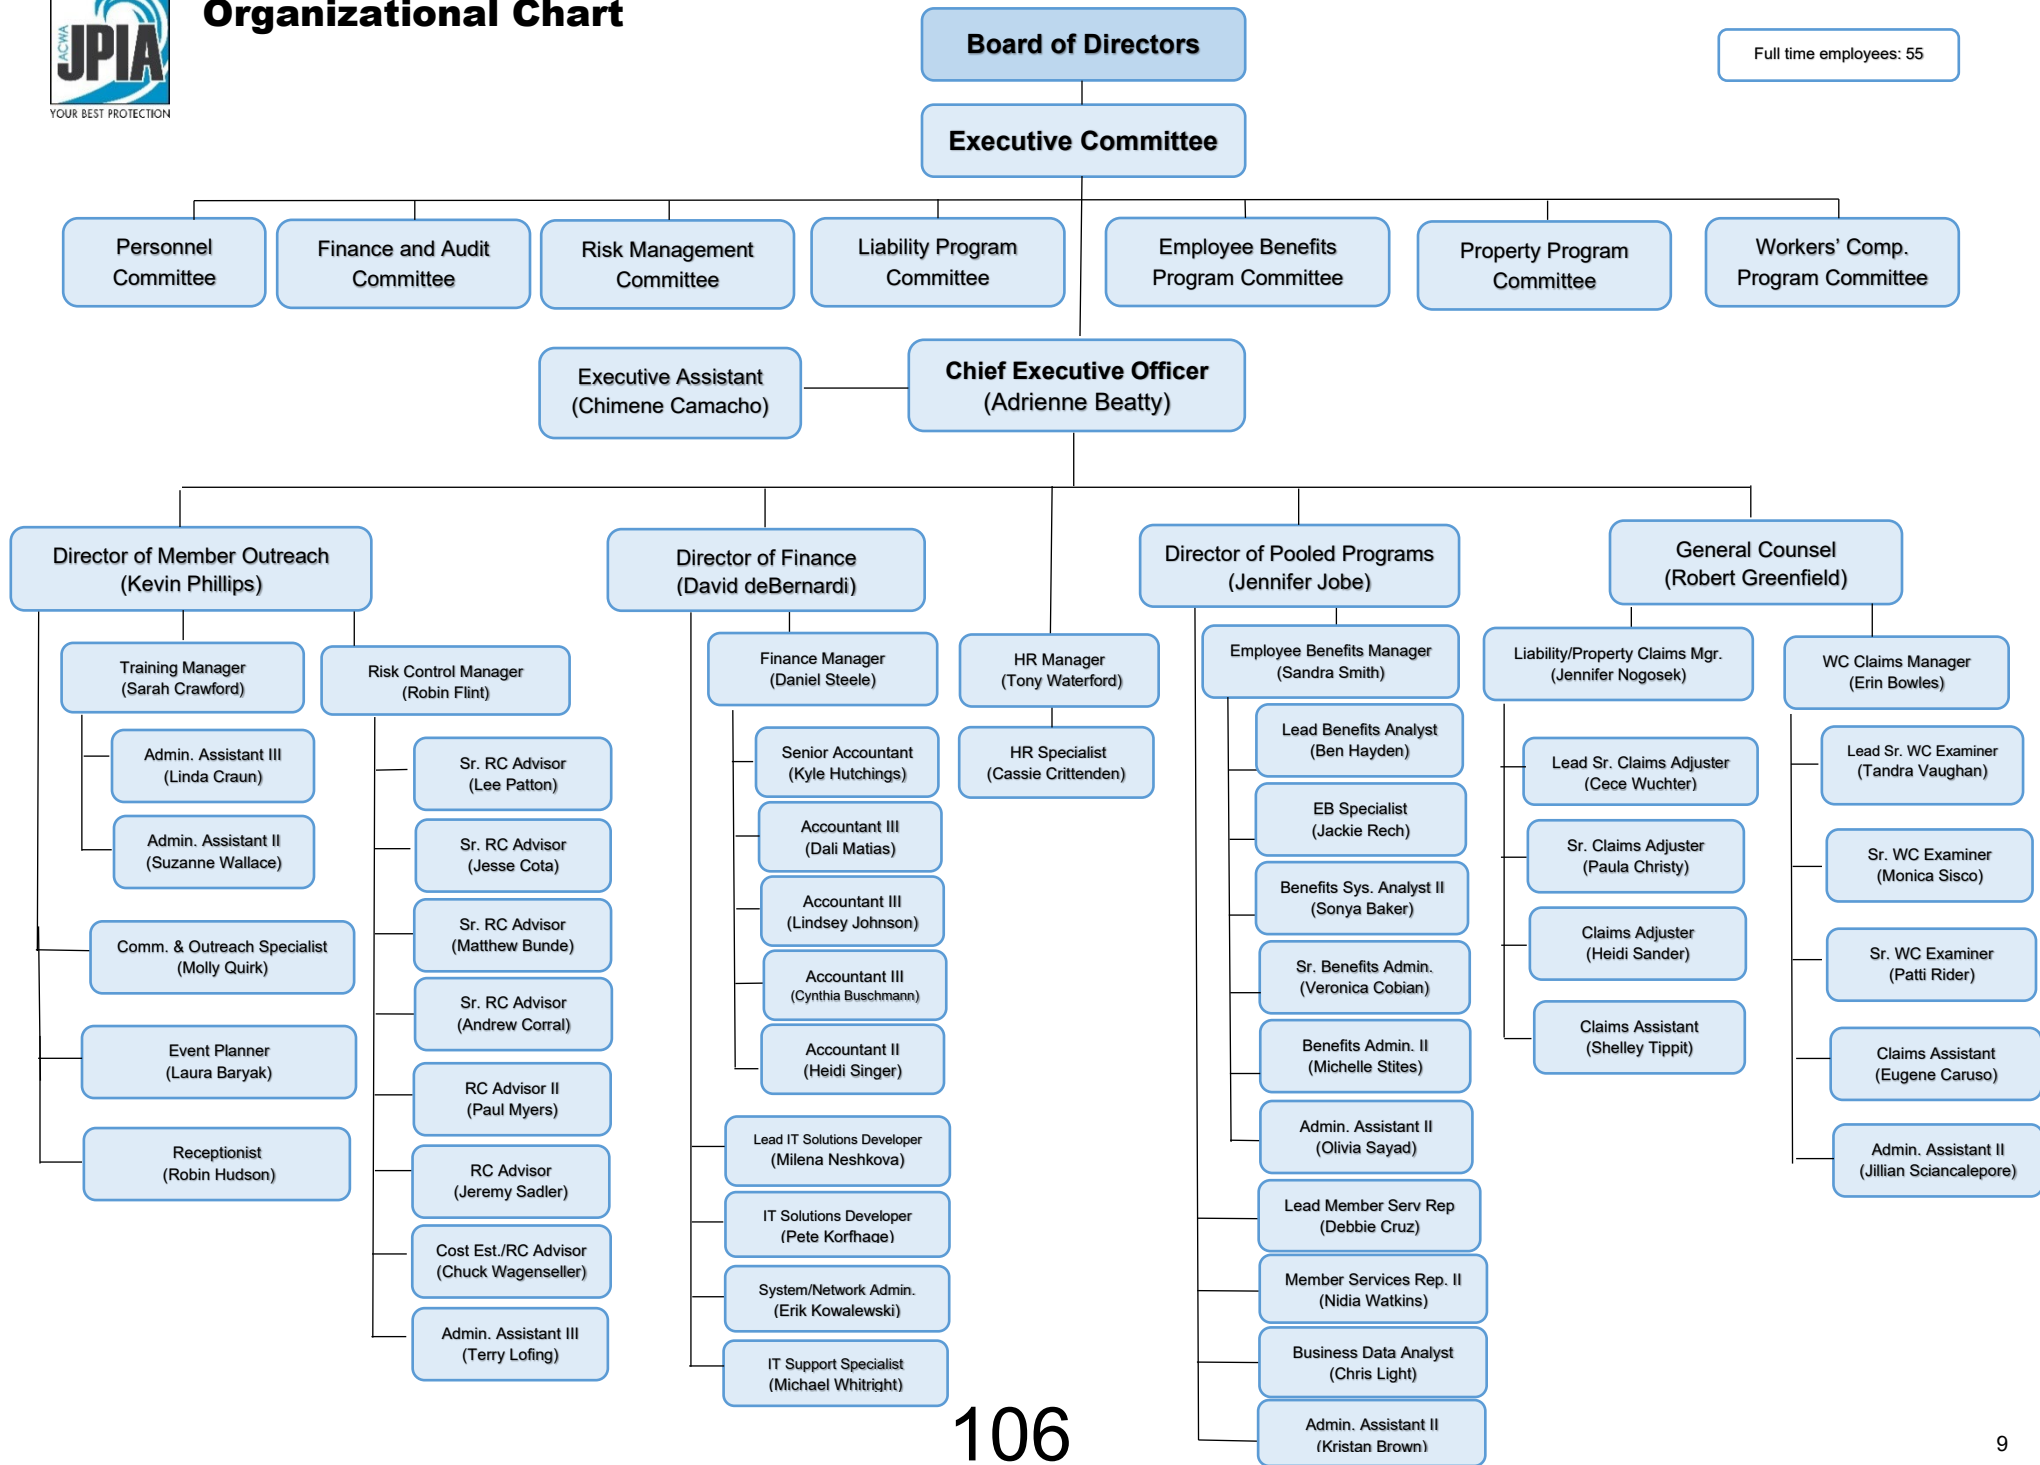 Organizational Chart
ACWA
JPIA
YOUR BEST PROTECTION
Board of Directors
Full time employees: 55
Executive Committee
Personnel
Committee
Finance and Audit
Committee
Risk Management
Committee
Liability Program
Committee
Employee Benefits
Program Committee
Property Program
Committee
Workers' Comp.
Program Committee
Executive Assistant
(Chimene Camacho)
Chief Executive Officer
(Adrienne Beatty)
Director of Member Outreach
(Kevin Phillips)
Training Manager
(Sarah Crawford)
Admin. Assistant III
(Linda Craun)
Admin. Assistant II
(Suzanne Wallace)
Comm. & Outreach Specialist
(Molly Quirk)
Event Planner
(Laura Baryak)
Receptionist
(Robin Hudson)
Risk Control Manager
(Robin Flint)
Sr. RC Advisor
(Lee Patton)
Sr. RC Advisor
(Jesse Cota)
Sr. RC Advisor
(Matthew Bunde)
Sr. RC Advisor
(Andrew Corral)
RC Advisor II
(Paul Myers)
RC Advisor
(Jeremy Sadler)
Cost Est./RC Advisor
(Chuck Wagenseller)
Admin. Assistant III
(Terry Lofing)
Director of Finance
(David deBernardi)
Finance Manager
(Daniel Steele)
Senior Accountant
(Kyle Hutchings)
Accountant III
(Dali Matias)
Accountant III
(Lindsey Johnson)
Accountant III
(Cynthia Buschmann)
Accountant II
(Heidi Singer)
Lead IT Solutions Developer
(Milena Neshkova)
IT Solutions Developer
(Pete Korfhage)
System/Network Admin.
(Erik Kowalewski)
IT Support Specialist
(Michael Whitright)
HR Manager
(Tony Waterford)
HR Specialist
(Cassie Crittenden)
Director of Pooled Programs
(Jennifer Jobe)
Employee Benefits Manager
(Sandra Smith)
Lead Benefits Analyst
(Ben Hayden)
EB Specialist
(Jackie Rech)
Benefits Sys. Analyst II
(Sonya Baker)
Sr. Benefits Admin.
(Veronica Cobian)
Benefits Admin. II
(Michelle Stites)
Admin. Assistant II
(Olivia Sayad)
Lead Member Serv Rep
(Debbie Cruz)
Member Services Rep. II
(Nidia Watkins)
Business Data Analyst
(Chris Light)
Admin. Assistant II
(Kristan Brown)
General Counsel
(Robert Greenfield)
Liability/Property Claims Mgr.
(Jennifer Nogosek)
Lead Sr. Claims Adjuster
(Cece Wuchter)
Sr. Claims Adjuster
(Paula Christy)
Claims Adjuster
(Heidi Sander)
Claims Assistant
(Shelley Tippit)
WC Claims Manager
(Erin Bowles)
Lead Sr. WC Examiner
(Tandra Vaughan)
Sr. WC Examiner
(Monica Sisco)
Sr. WC Examiner
(Patti Rider)
Claims Assistant
(Eugene Caruso)
Admin. Assistant II
(Jillian Sciancalepore)
106
9